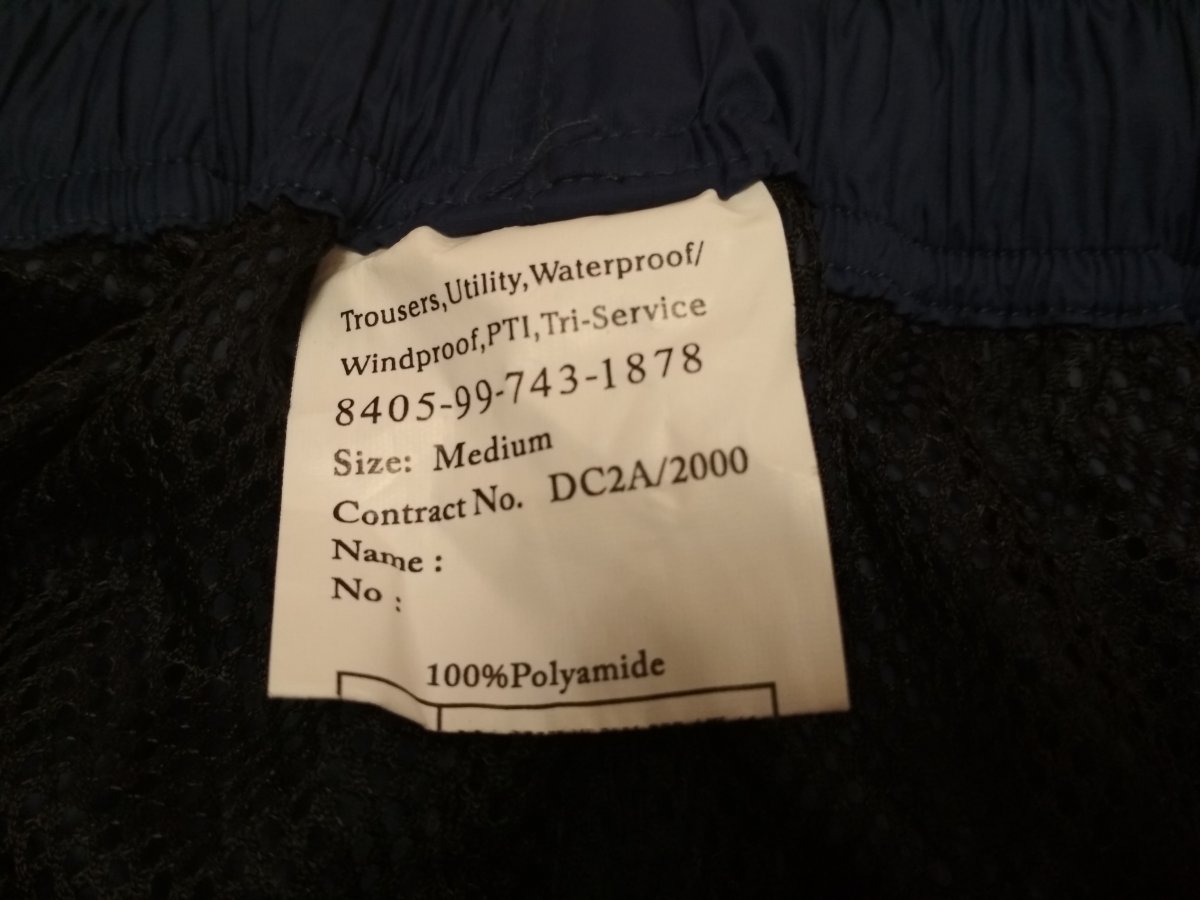 Trousers,Utility,Waterproof/
Windproof,PTI,Tri-Service
8405-99-743-1878
Size: Medium
Contract No. DC2A/2000
Name :
No :
100%Polyamide